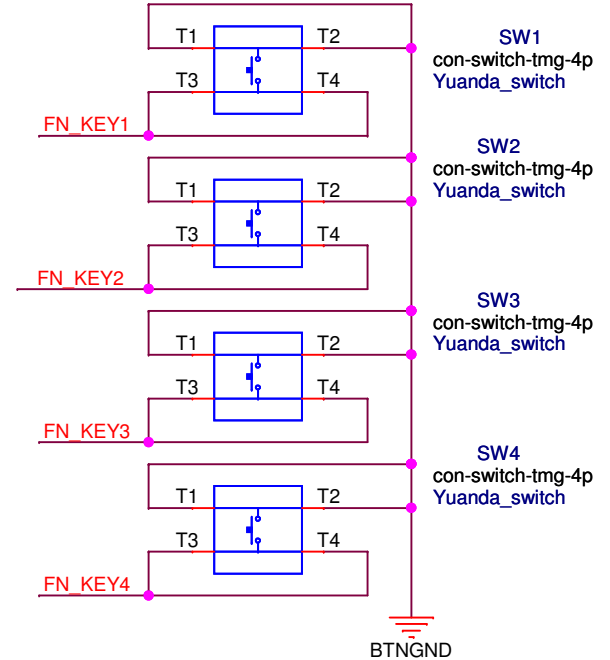 T1 T2 SW1
con-switch-tmg-4p
T3 T4 Yuanda_switch
FN_KEY1
SW2
con-switch-tmg-4p
T1 T2 Yuanda_switch
T3 T4
FN_KEY2
SW3
con-switch-tmg-4p
T1 T2 Yuanda_switch
T3 T4
FN_KEY3
SW4
con-switch-tmg-4p
T1 T2 Yuanda_switch
T3 T4
FN_KEY4
BTNGND